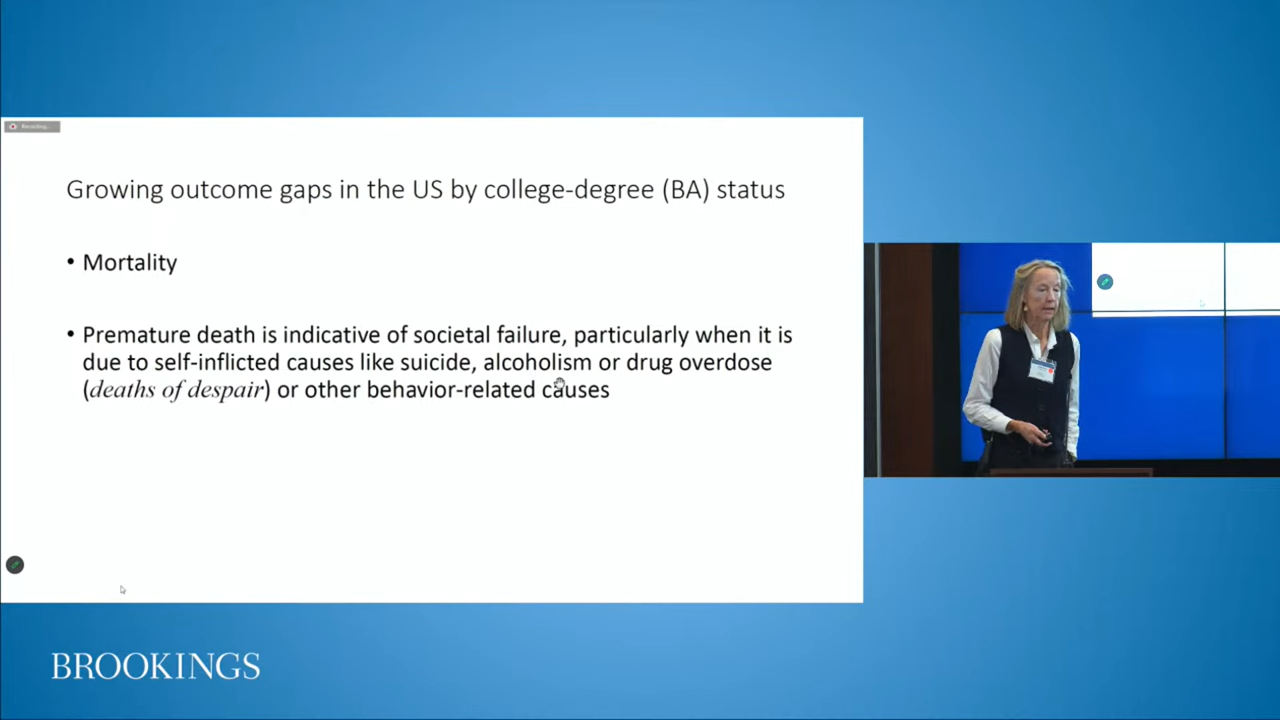 Recording...
Growing outcome gaps in the US by college-degree (BA) status
• Mortality
• Premature death is indicative of societal failure, particularly when it is
due to self-inflicted causes like suicide, alcoholism or drug overdose
(deaths of despair) or other behavior-related causes
BROOKINGS